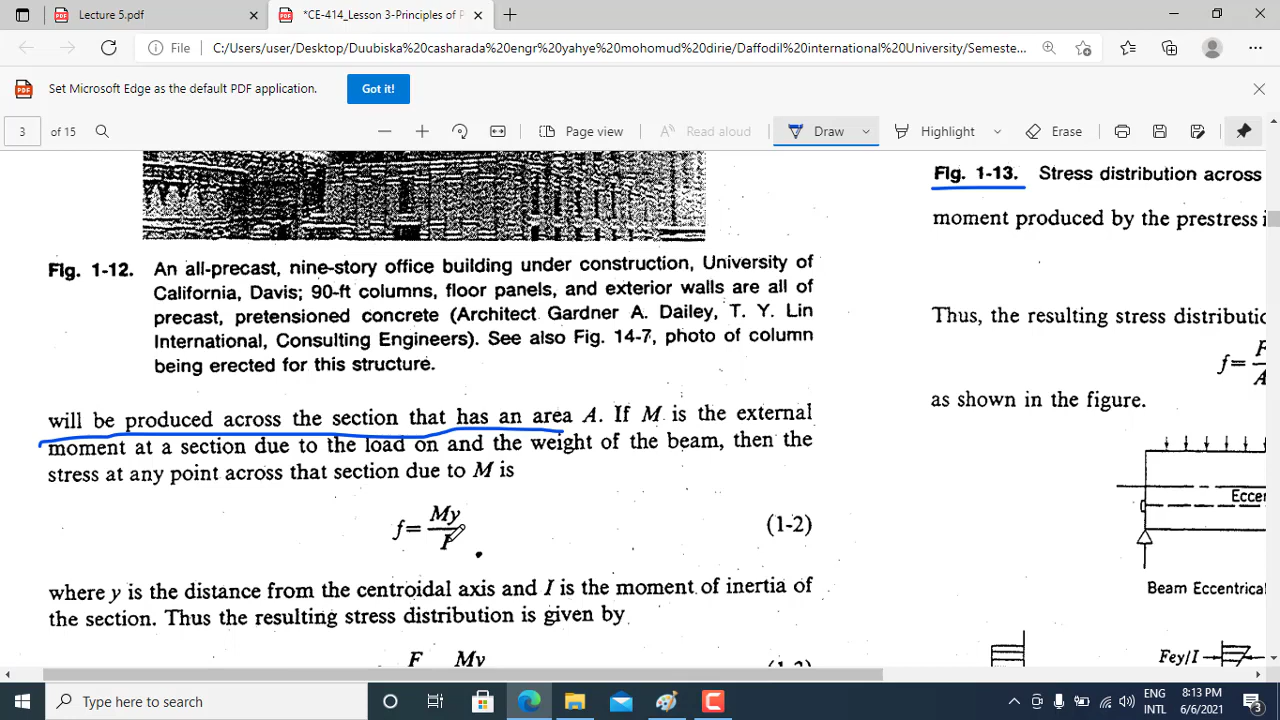 Lecture 5.pdf
*CE-414_Lesson 3-Principles of P
File
C:/Users/user/Desktop/Duubiska%20casharada%20engr%20yahye%20mohomud%20dirie/Daffodil%20international%20University/Semeste...
Set Microsoft Edge as the default PDF application.
Got it!
3 of 15
Page view
Read aloud
Draw
Highlight
Erase
Fig. 1-12. An all-precast, nine-story office building under construction, University of
California, Davis; 90-ft columns, floor panels, and exterior walls are all of
precast, pretensioned concrete (Architect Gardner A. Dailey, T. Y. Lin
International, Consulting Engineers). See also Fig. 14-7, photo of column
being erected for this structure.
will be produced across the section that has an area A. If M is the external
moment at a section due to the load on and the weight of the beam, then the
stress at any point across that section due to M is
f= My
I
(1-2)
where y is the distance from the centroidal axis and I is the moment of inertia of
the section. Thus the resulting stress distribution is given by
F My
Fig. 1-13. Stress distribution across
moment produced by the prestress i
Thus, the resulting stress distributi
f= F
A
as shown in the figure.
Ecce
Beam Eccentrica
Fey/I
Type here to search
ENG
INTL
8:13 PM
6/6/2021
3